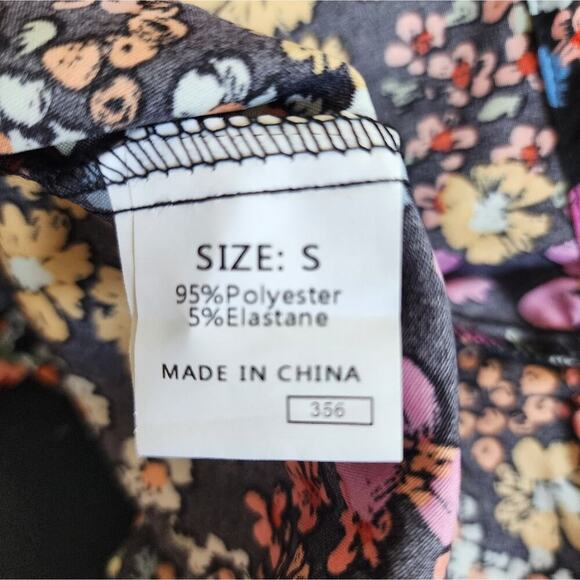 SIZE: S
95%Polyester
5%Elastane
MADE IN CHINA
356